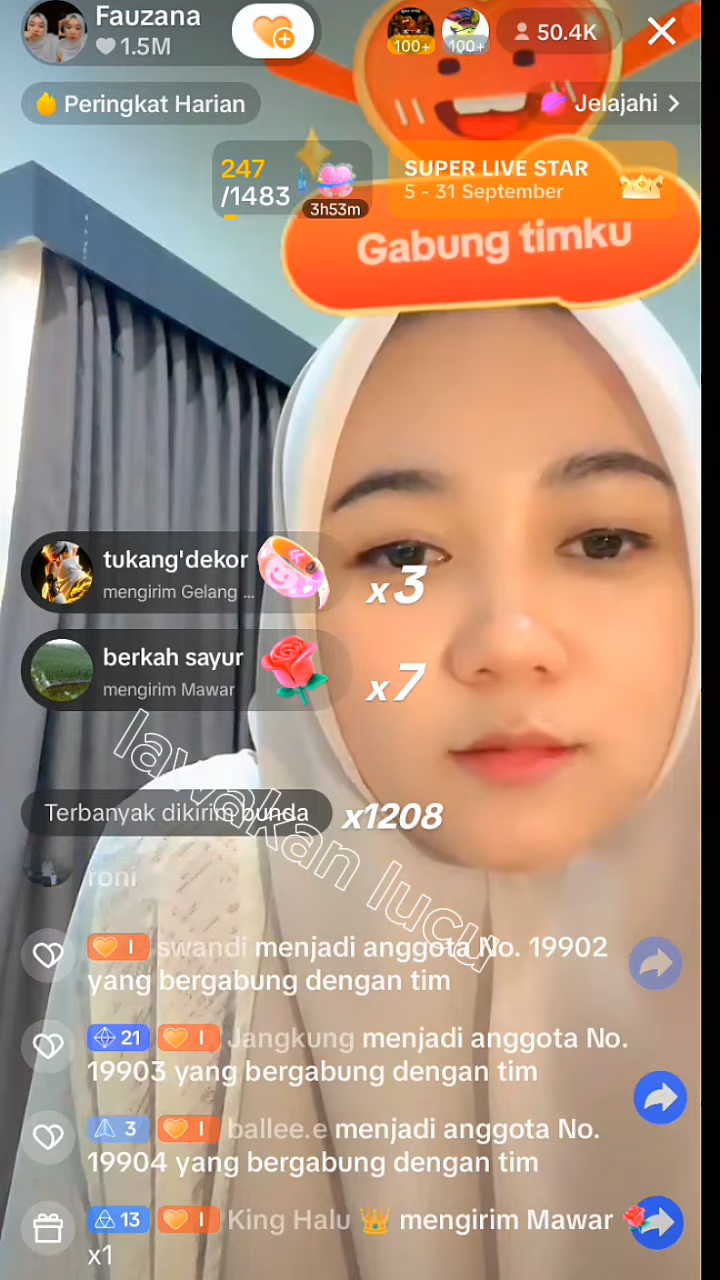 Fauzana
1.5M
100+
100+
50.4K
Peringkat Harian
Jelajahi
247
/1483
3h53m
SUPER LIVE STAR
5 - 31 September
Gabung timku
tukang'dekor
mengirim Gelang ...
x3
berkah sayur
mengirim Mawar
x7
lawakan lucu
Terbanyak dikirim bunda
x1208
roni
I swandi menjadi anggota No. 19902
yang bergabung dengan tim
21 I Jangkung menjadi anggota No.
19903 yang bergabung dengan tim
3 I ballee.e menjadi anggota No.
19904 yang bergabung dengan tim
13 I King Halu 👑 mengirim Mawar
x1